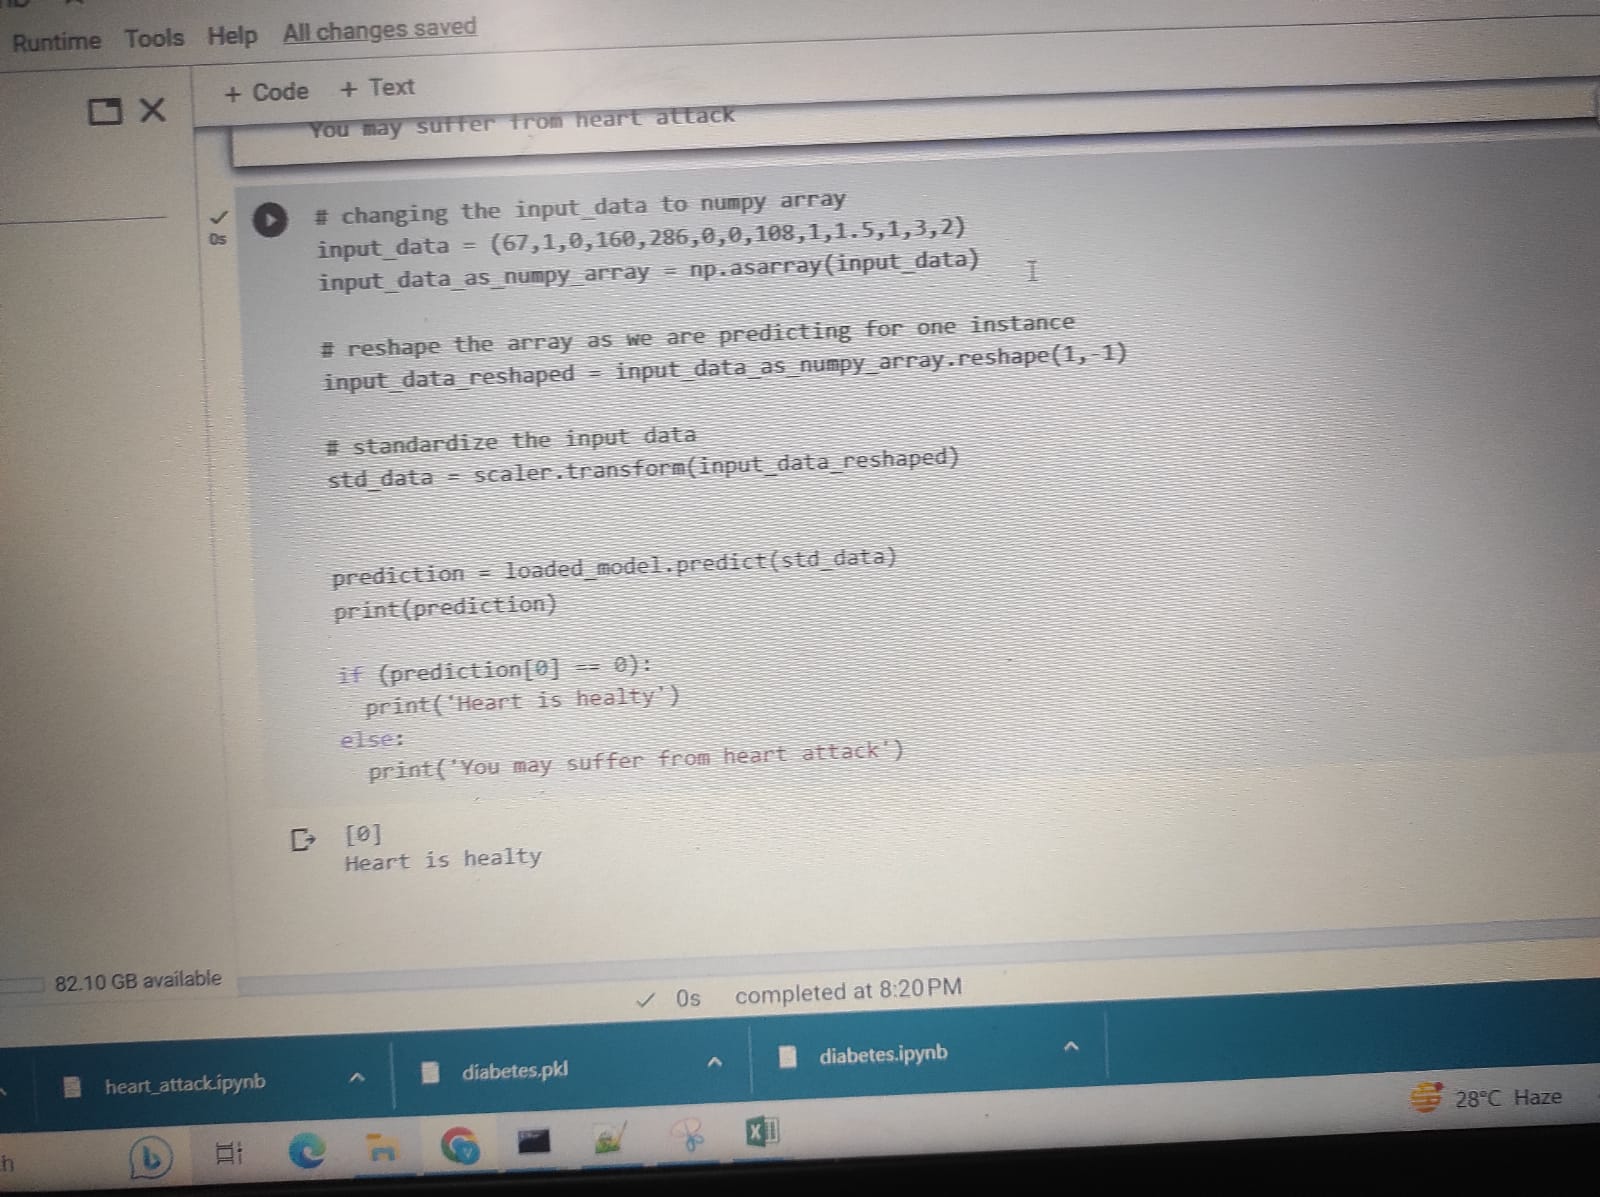 Runtime Tools Help All changes saved
+ Code + Text
You may suffer from heart attack
0s
# changing the input_data to numpy array
input_data = (67,1,0,160,286,0,0,108,1,1.5,1,3,2)
input_data_as_numpy_array = np.asarray(input_data)
# reshape the array as we are predicting for one instance
input_data_reshaped = input_data_as_numpy_array.reshape(1,-1)
# standardize the input data
std_data = scaler.transform(input_data_reshaped)
prediction = loaded_model.predict(std_data)
print(prediction)
if (prediction[0] == 0):
print('Heart is healty')
else:
print('You may suffer from heart attack')
[0]
Heart is healty
82.10 GB available
0s completed at 8:20 PM
heart_attack.ipynb
diabetes.pkl
diabetes.ipynb
28°C Haze